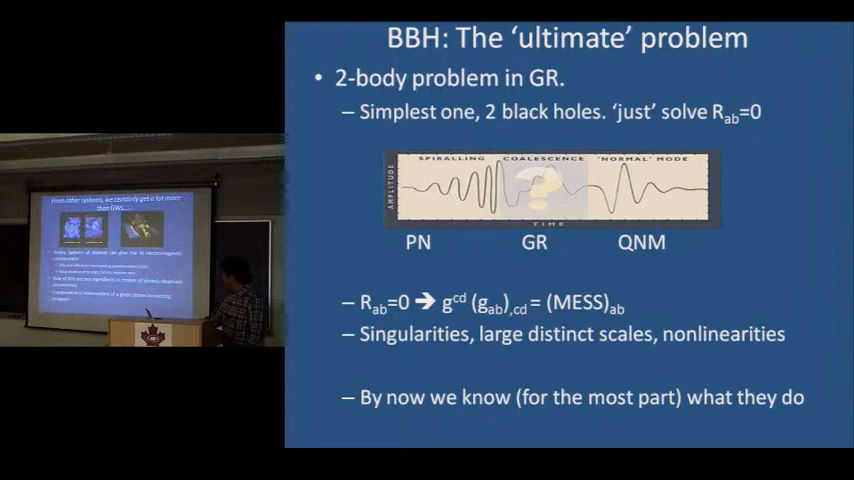 BBH: The 'ultimate' problem
• 2-body problem in GR.
– Simplest one, 2 black holes. 'just' solve Rab=0
SPIRALLING COALESCENCE 'NORMAL' MODE
AMPLITUDE
?
TIME
PN GR QNM
– Rab=0 → gcd (gab),cd = (MESS)ab
– Singularities, large distinct scales, nonlinearities
– By now we know (for the most part) what they do
From other systems, we certainly get a lot more
than GWs...